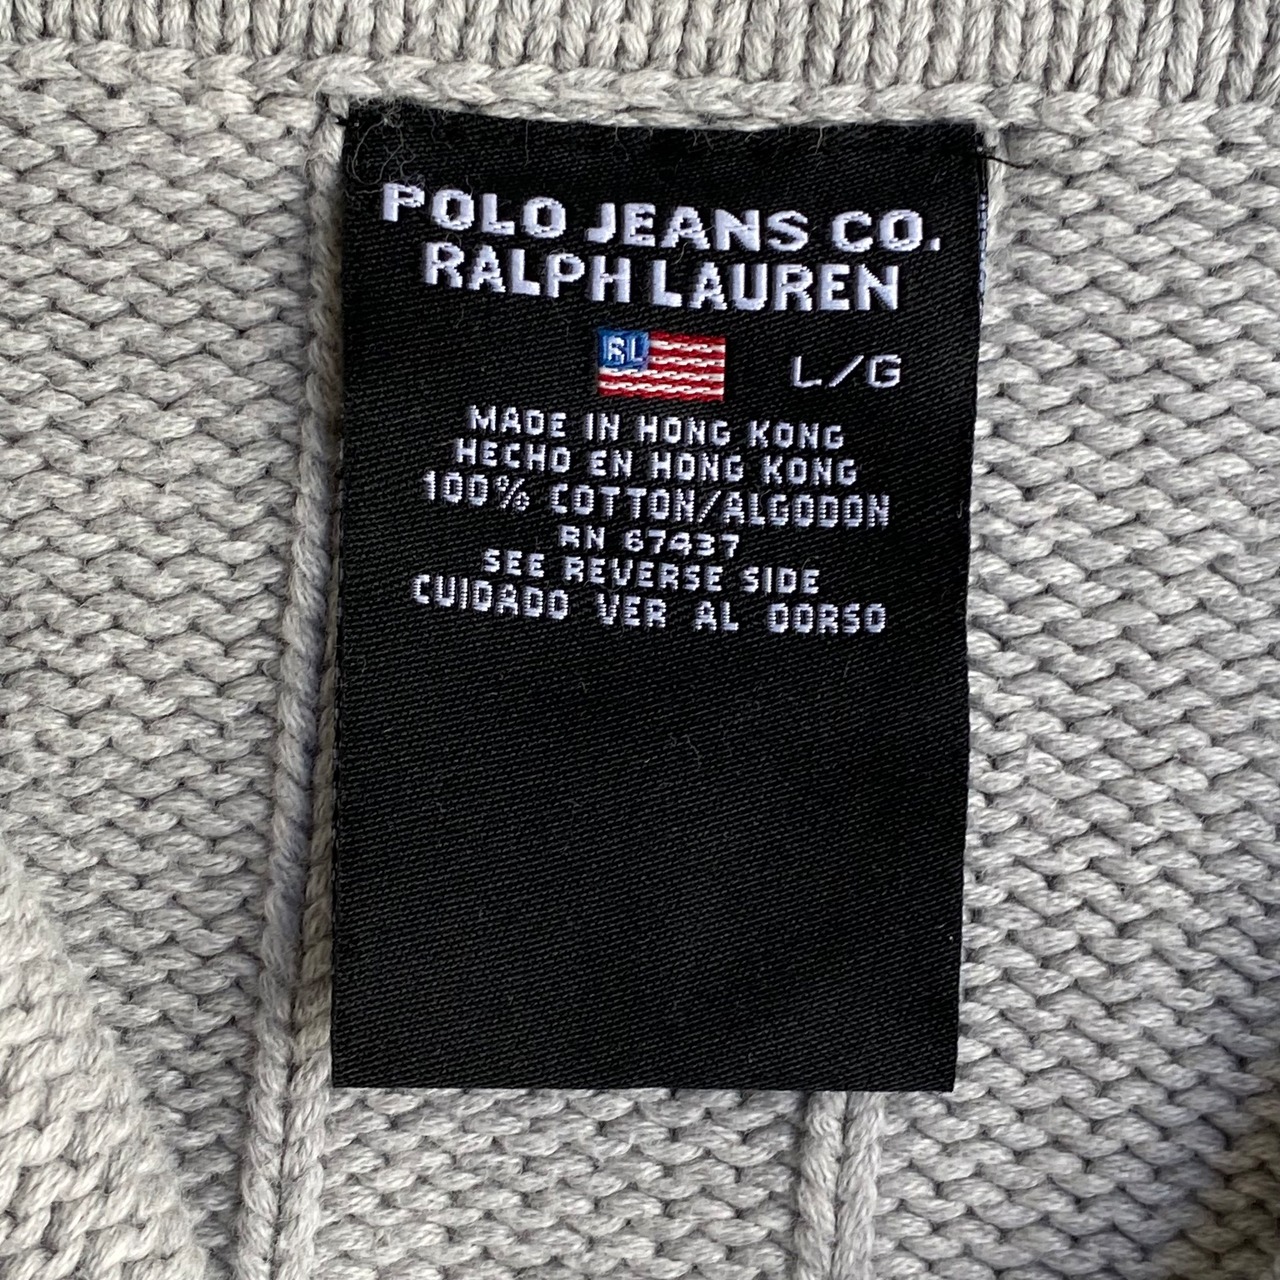 POLO JEANS CO.
RALPH LAUREN
RL
L/G
MADE IN HONG KONG
HECHO EN HONG KONG
100% COTTON/ALGODON
RN 67437
SEE REVERSE SIDE
CUIDADO VER AL DORSO